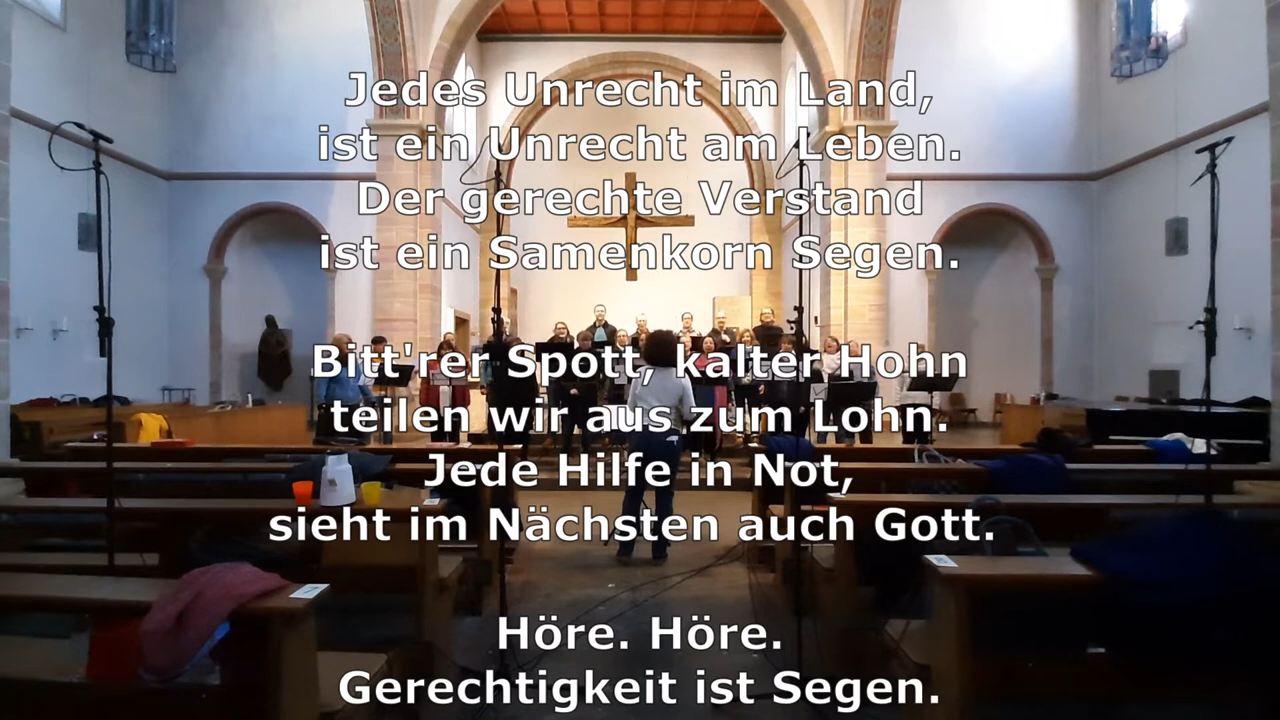 Jedes Unrecht im Land,
ist ein Unrecht am Leben.
Der gerechte Verstand
ist ein Samenkorn Segen.
Bitt'rer Spott, kalter Hohn
teilen wir aus zum Lohn.
Jede Hilfe in Not,
sieht im Nächsten auch Gott.
Höre. Höre.
Gerechtigkeit ist Segen.